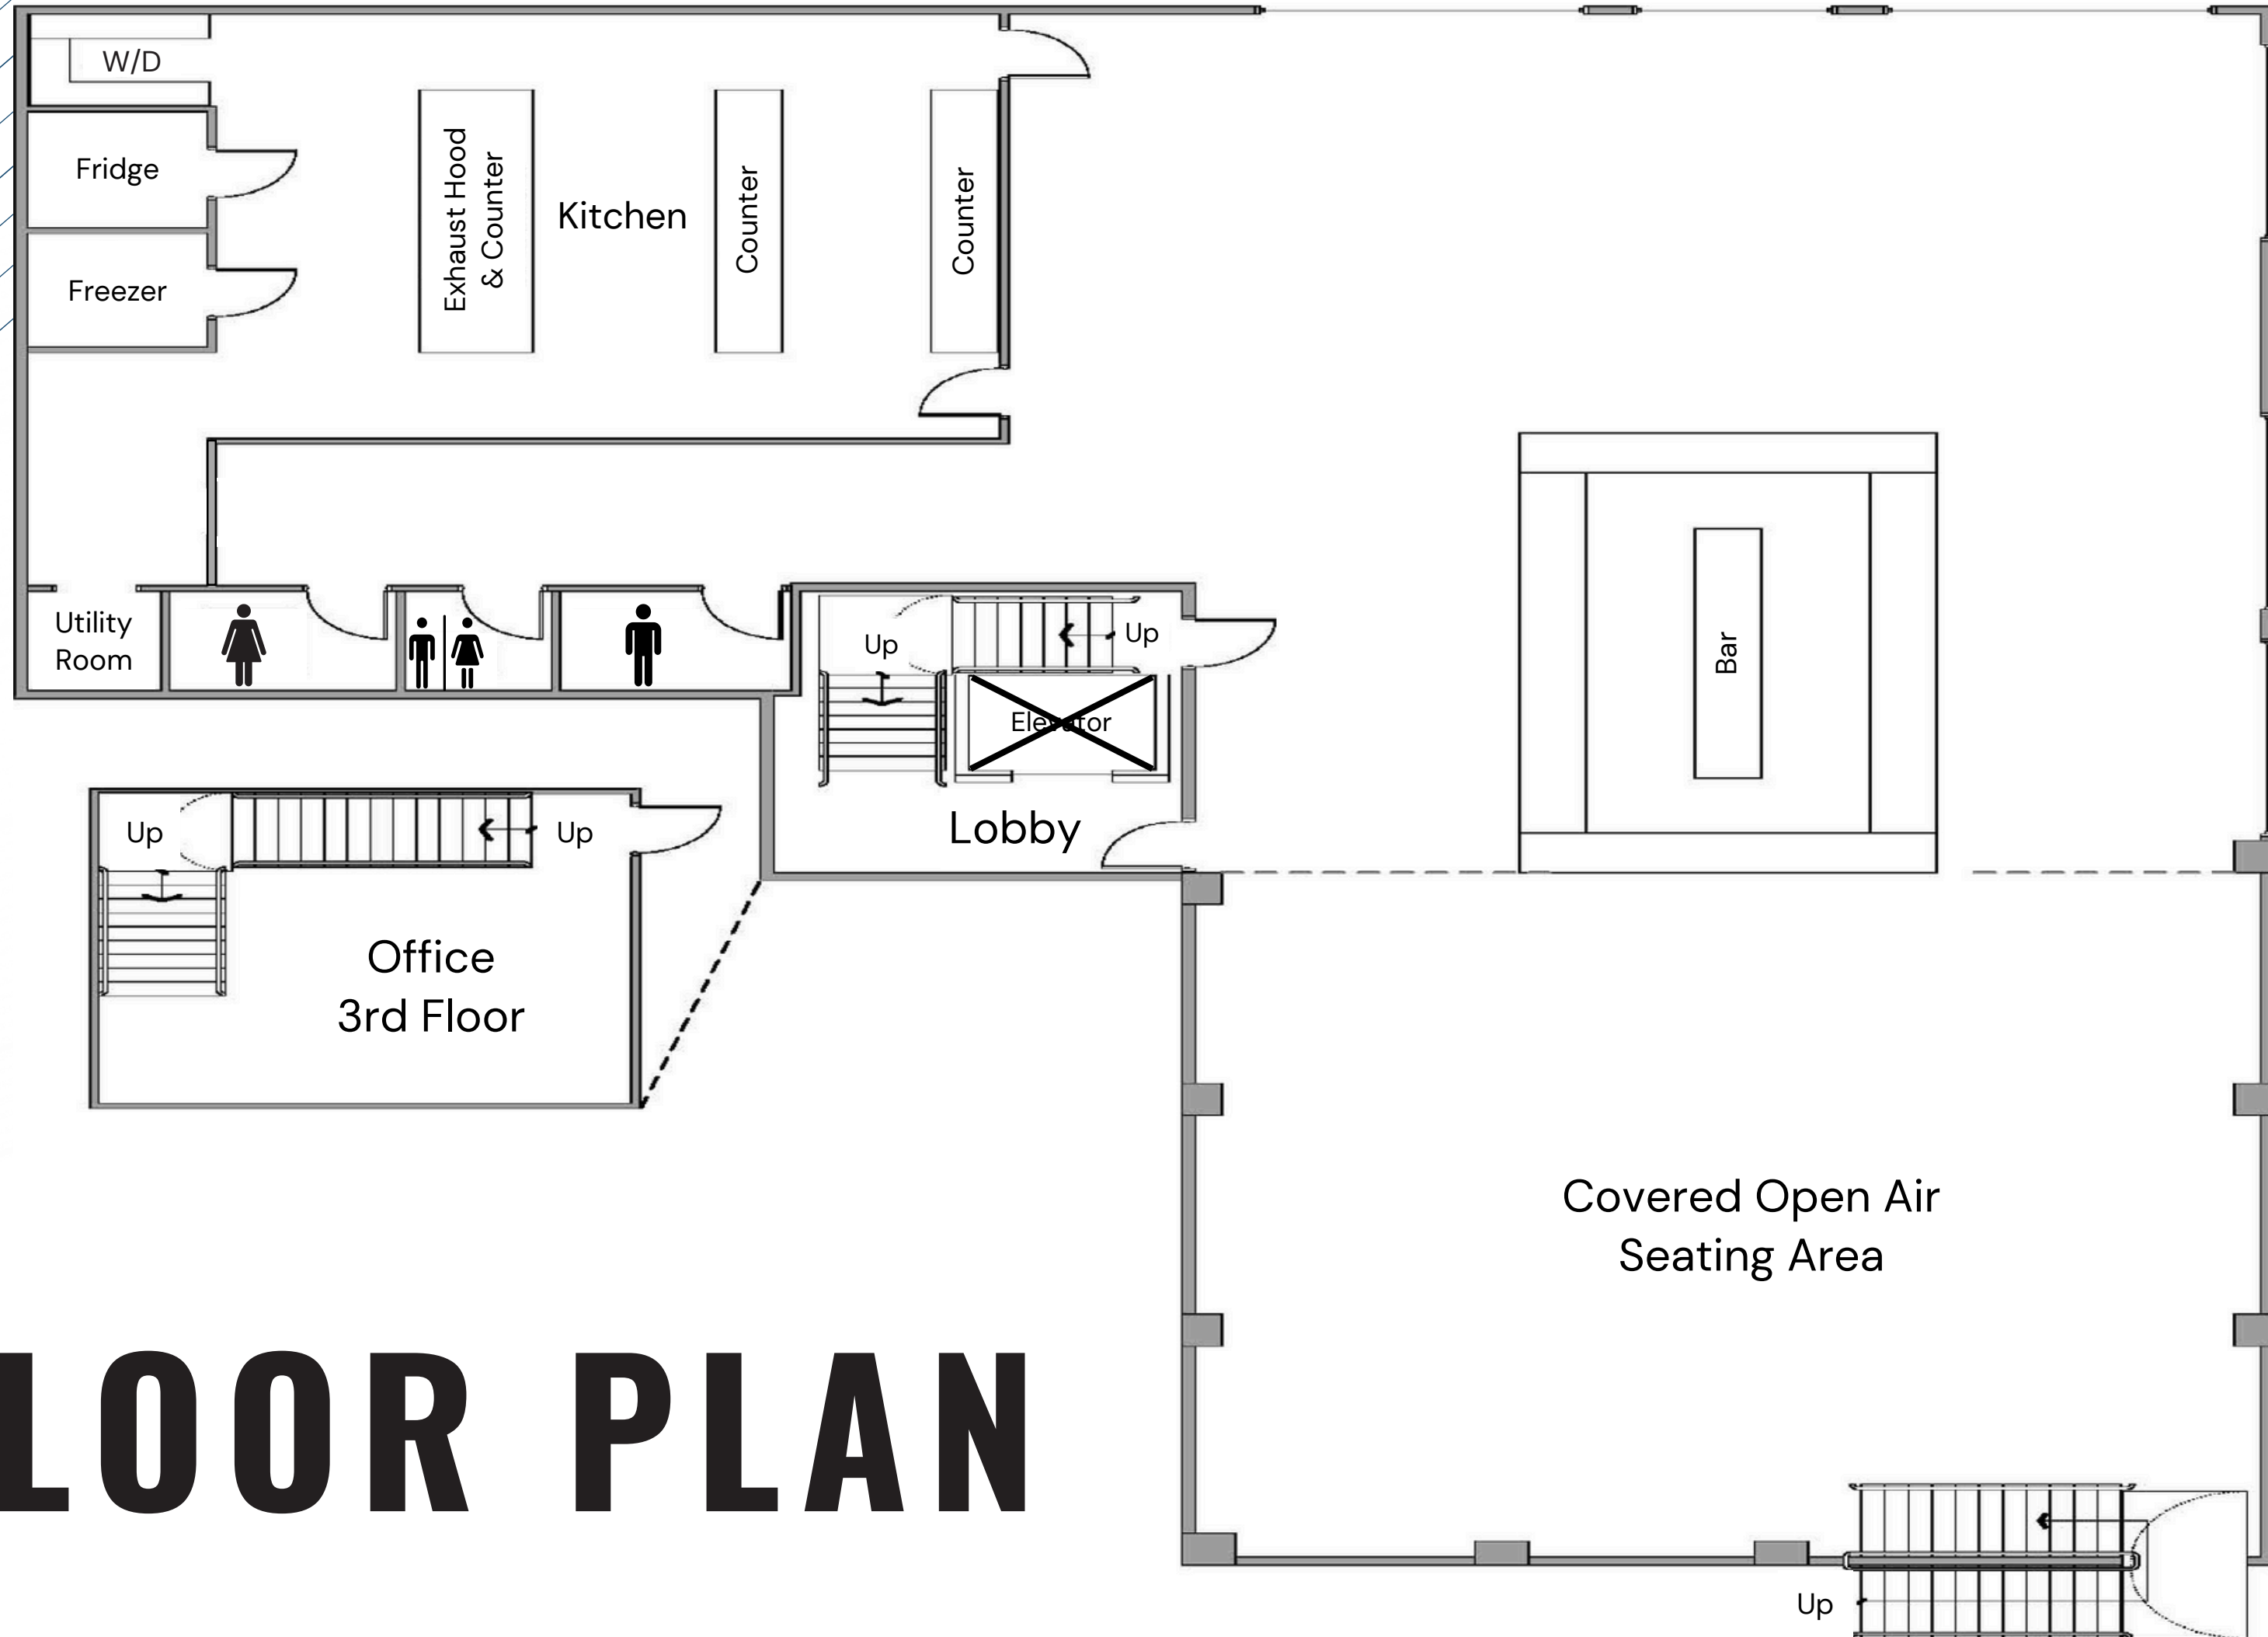 W/D
Fridge
Freezer
Exhaust Hood
& Counter
Kitchen
Counter
Counter
Utility
Room
Up
Up
Elevator
Lobby
Bar
Up
Up
Office
3rd Floor
Covered Open Air
Seating Area
LOOR PLAN
Up